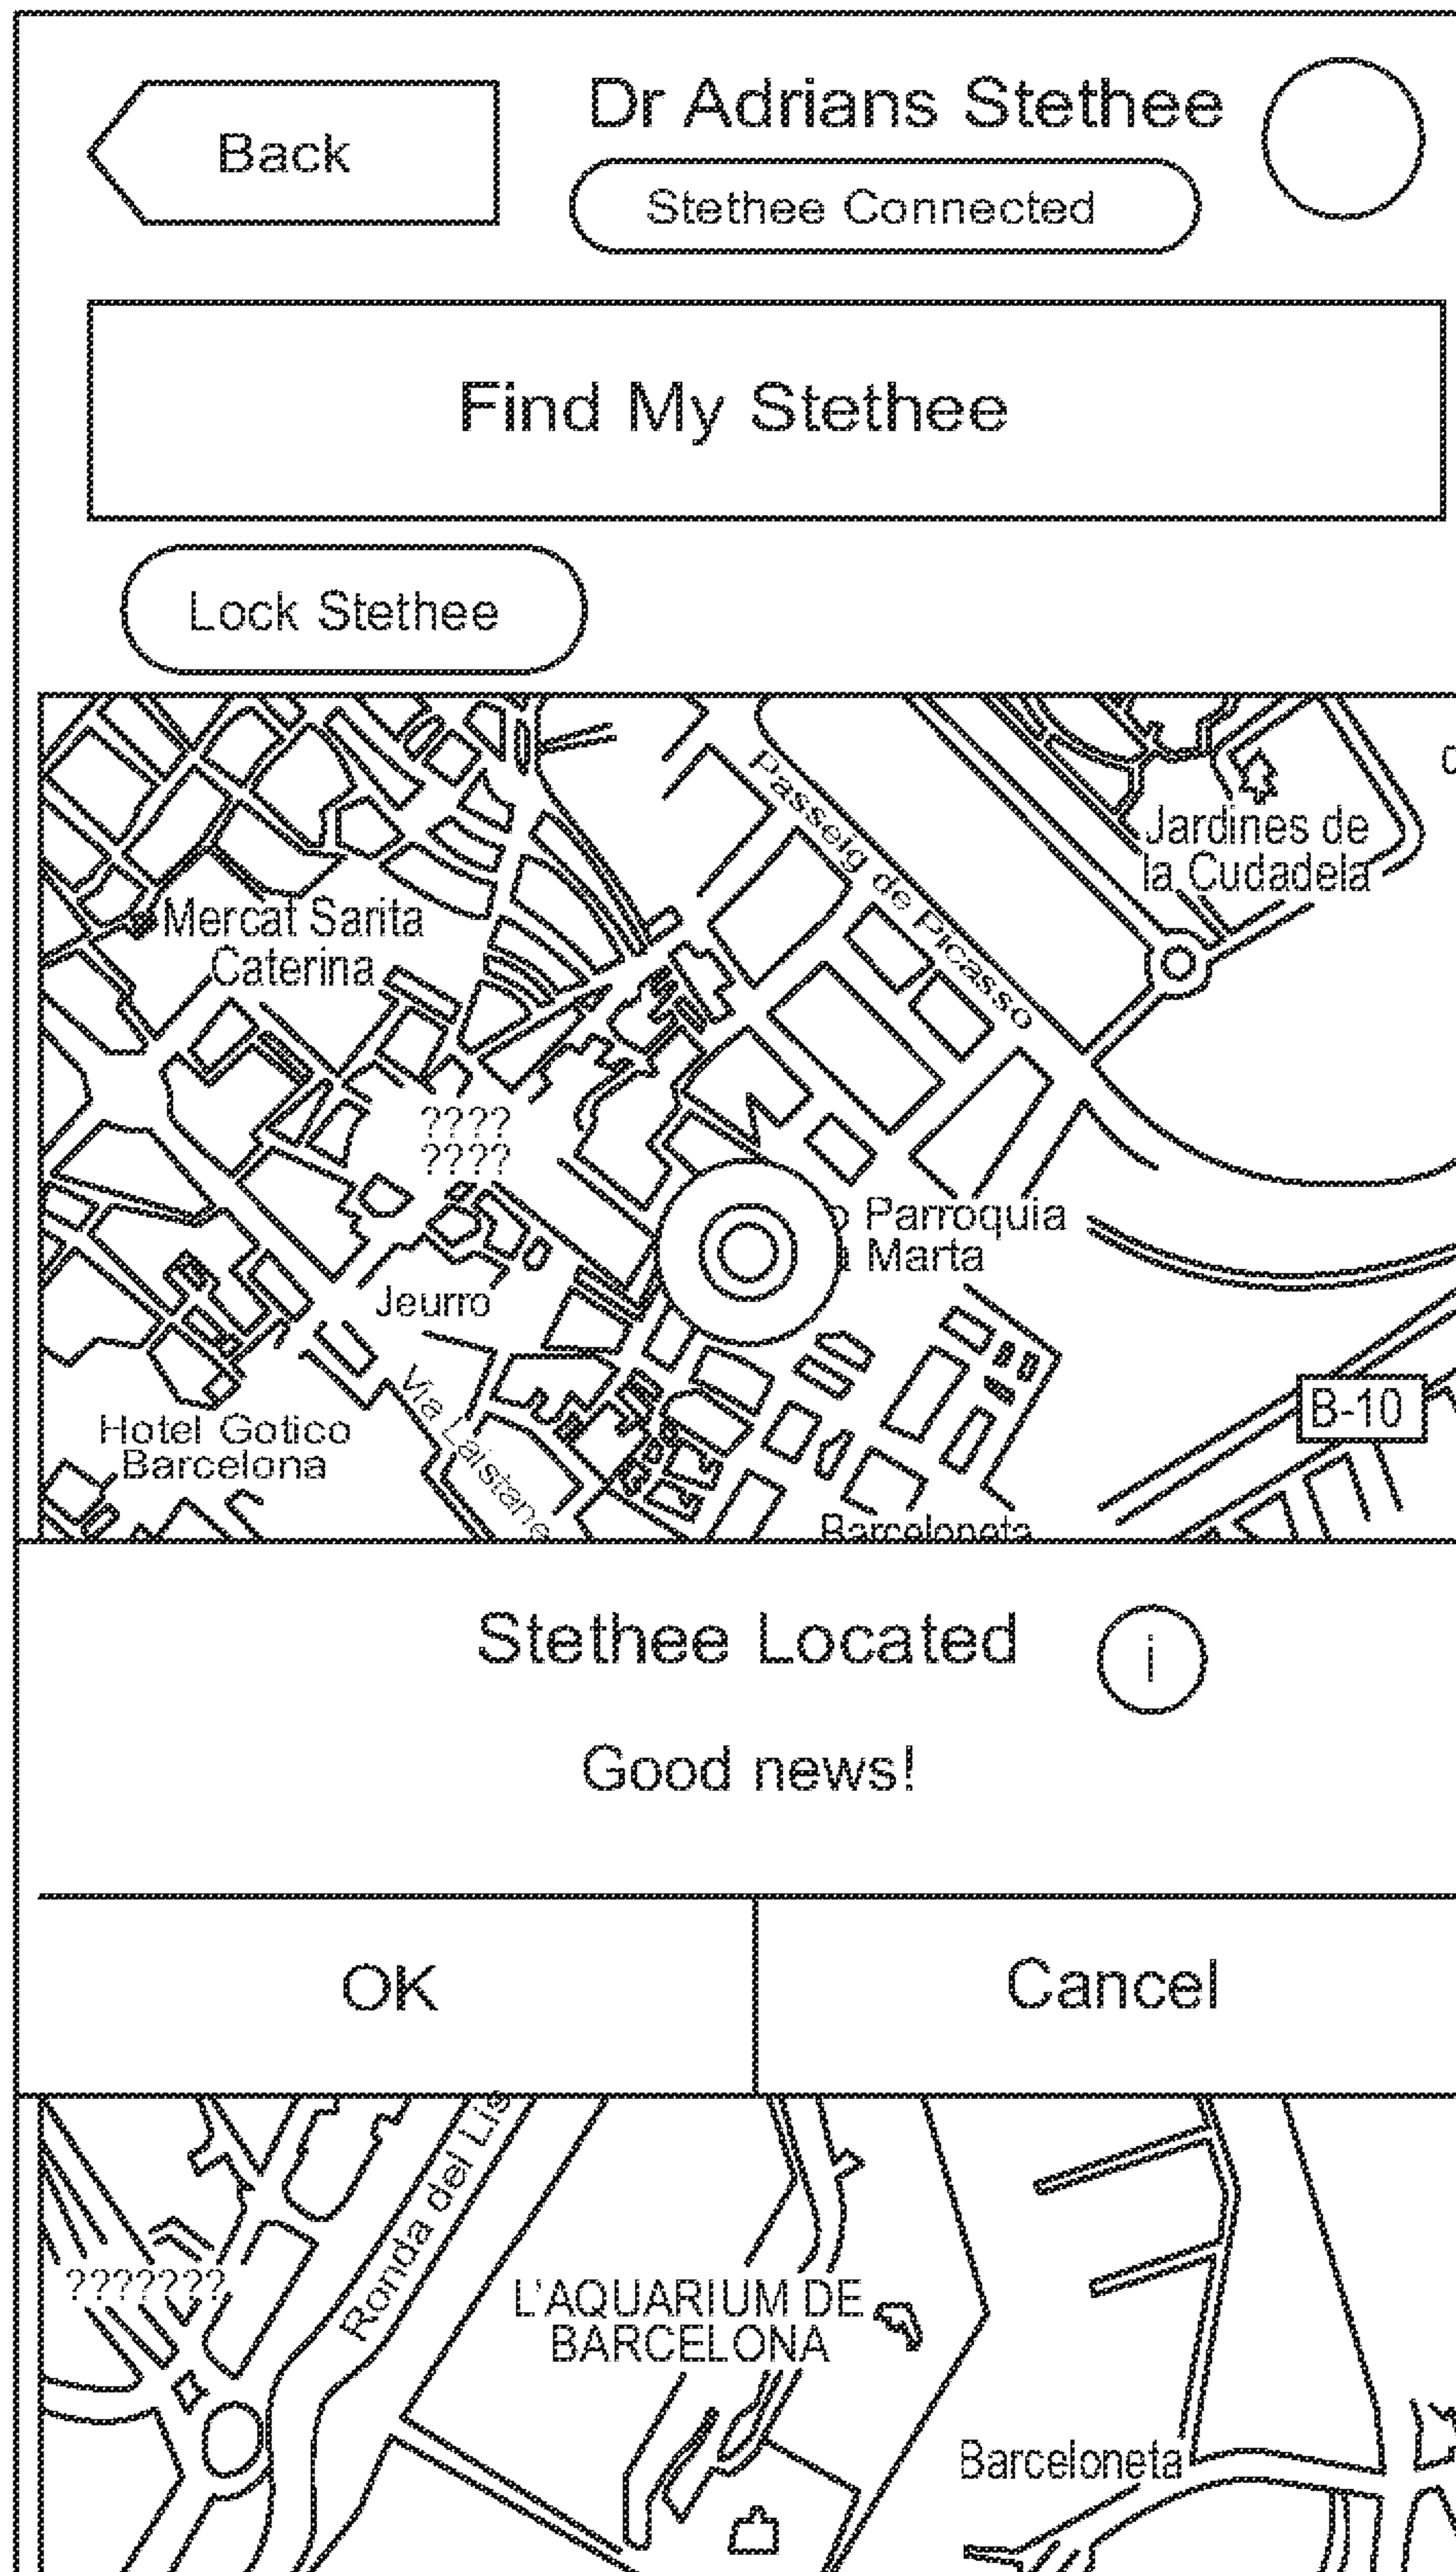 Back
Dr Adrians Stethee
Stethee Connected
Find My Stethee
Lock Stethee
Passeig de Picasso
Jardines de
la Cudadela
Mercat Sarita
Caterina
????
????
Parroquia
Marta
Jeurro
B-10
Via Laistane
Hotel Gotico
Barcelona
Barceloneta
Stethee Located
i
Good news!
OK
Cancel
Ronda del Lis
???????
L'AQUARIUM DE
BARCELONA
Barceloneta